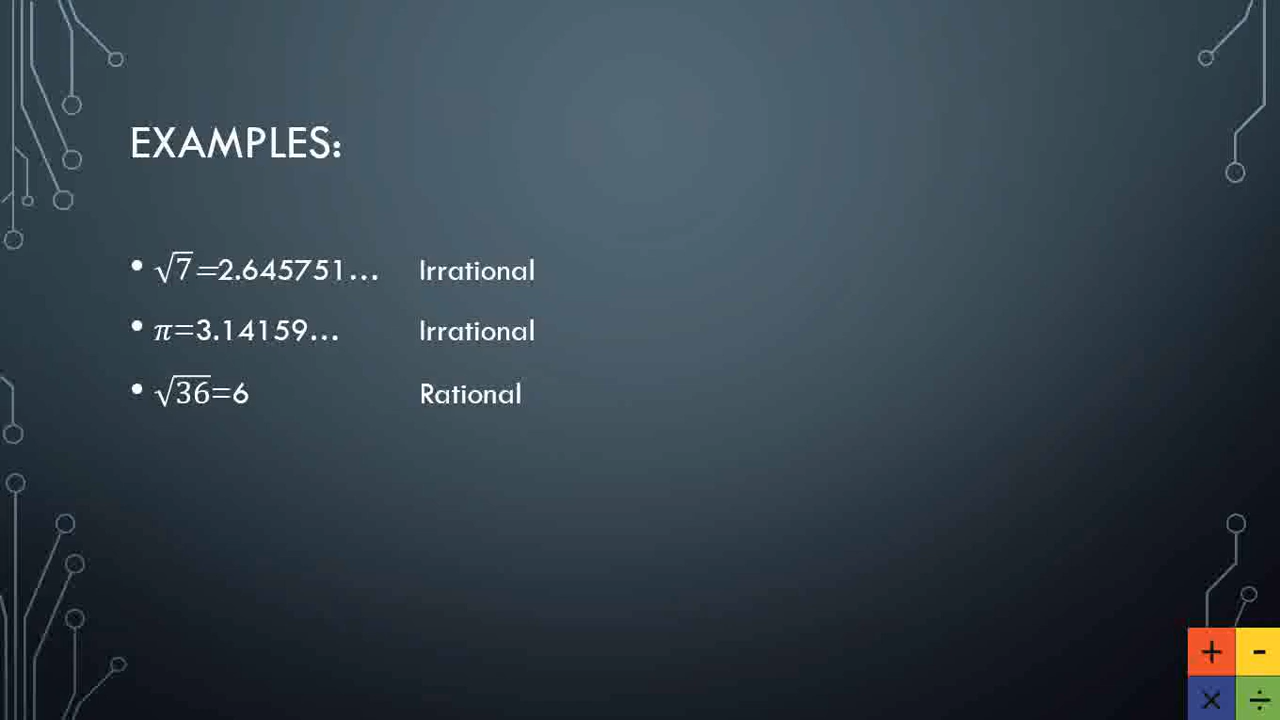 EXAMPLES:
• √7=2.645751... Irrational
• π=3.14159... Irrational
• √36=6 Rational
+ -
× ÷